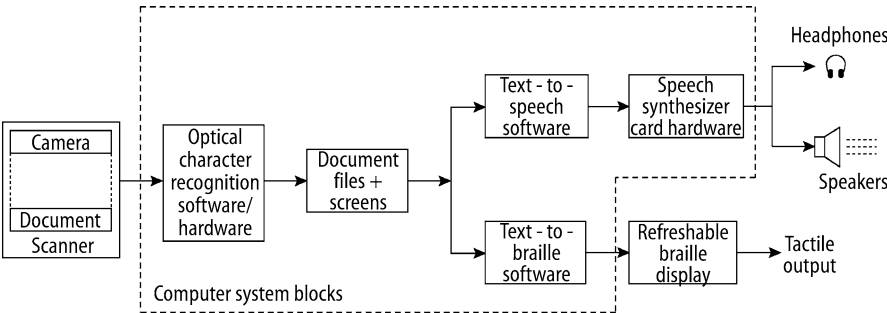 Camera
Document
Scanner
Optical
character
recognition
software/
hardware
Document
files +
screens
Text - to -
speech
software
Speech
synthesizer
card hardware
Headphones
Speakers
Text - to -
braille
software
Refreshable
braille
display
Tactile
output
Computer system blocks